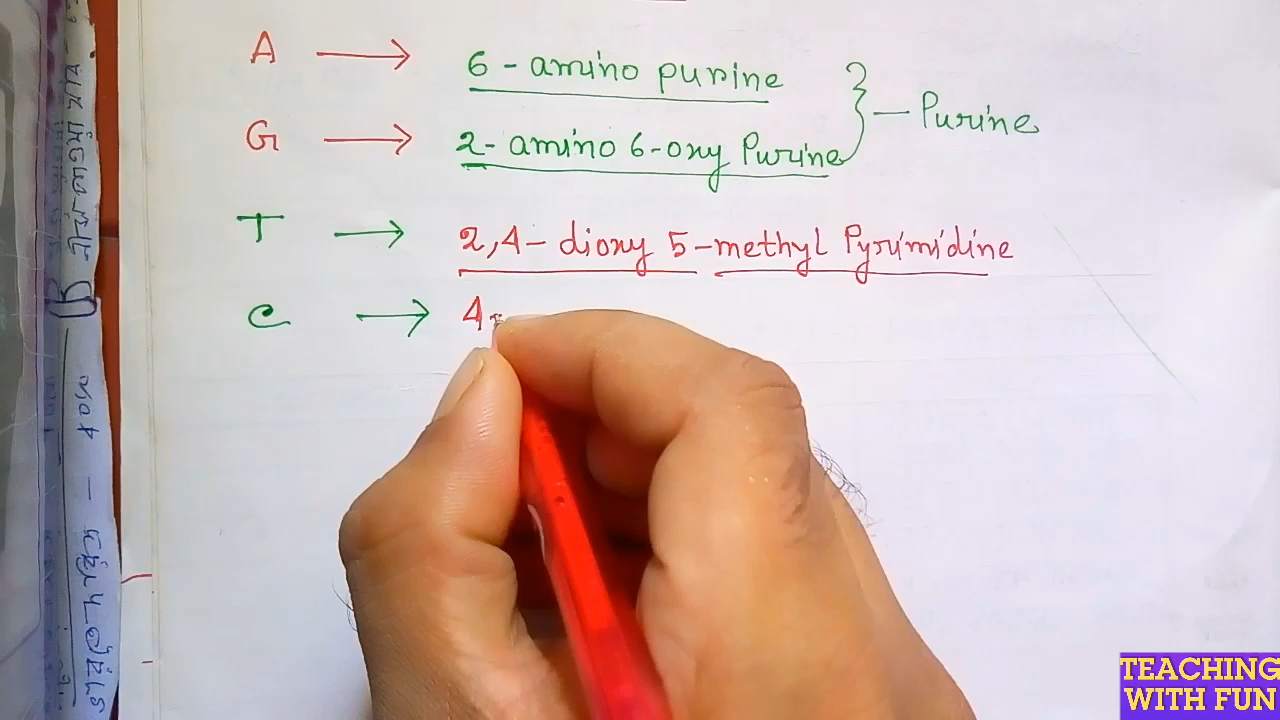 A → 6 - amino purine
G → 2- amino 6-oxy Purine } — Purine
T → 2,4- dioxy 5-methyl Pyrimidine
C → 4-
TEACHING
WITH FUN